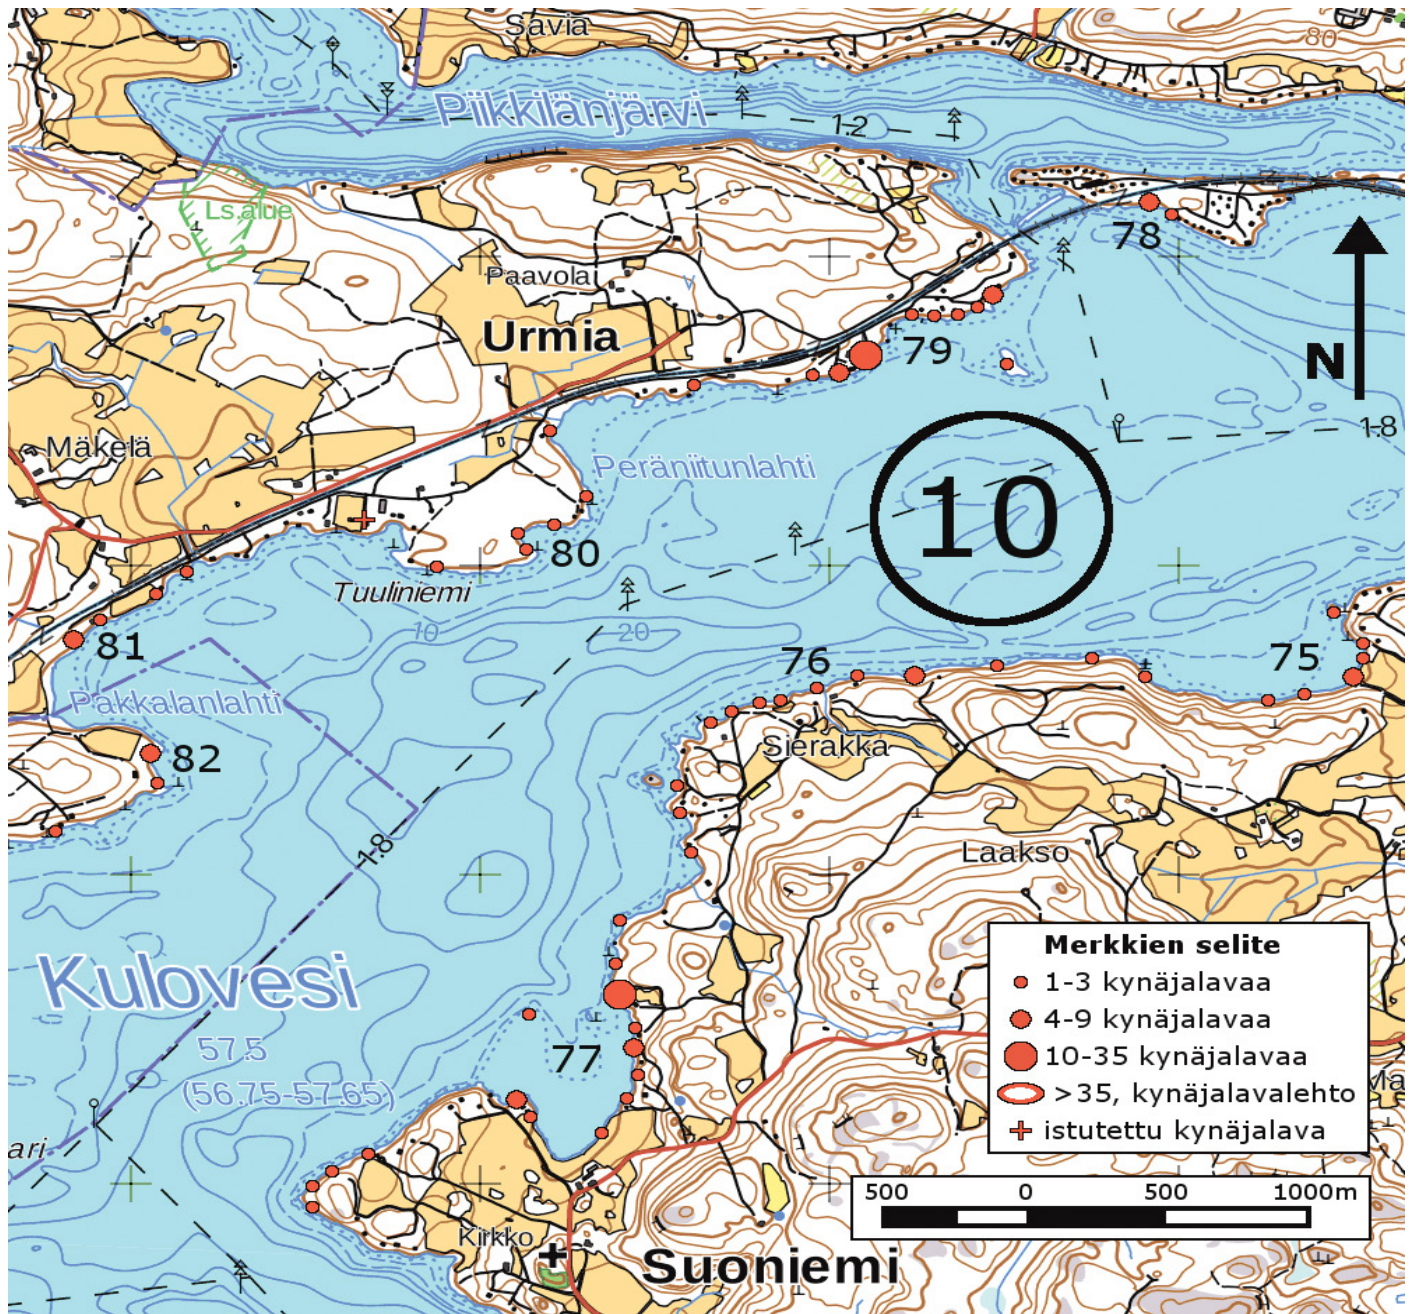 Savia
80
Piikkilänjärvi
1.2
Ls.alue
78
Paavola
Urmia
79
N
1.8
Mäkelä
Peräniitunlahti
10
80
Tuuliniemi
10
20
81
76
75
Pakkalanlahti
82
Sierakka
1.8
Laakso
Kulovesi
57.5
(56.75-57.65)
77
ari
Kirkko
Suoniemi
Ma
Merkkien selite
1-3 kynäjalavaa
4-9 kynäjalavaa
10-35 kynäjalavaa
>35, kynäjalavalehto
istutettu kynäjalava
500 0 500 1000m